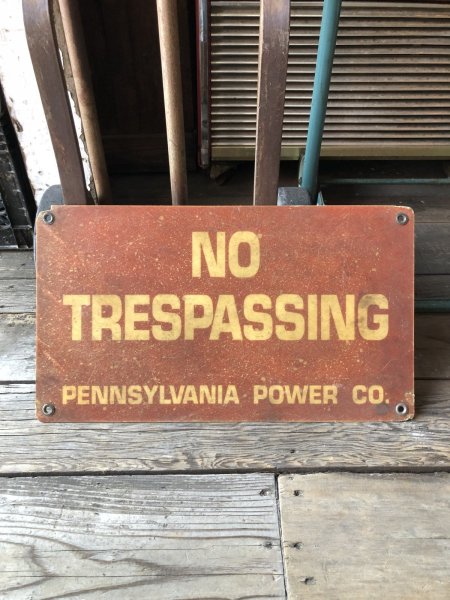 NO
TRESPASSING
PENNSYLVANIA POWER CO.